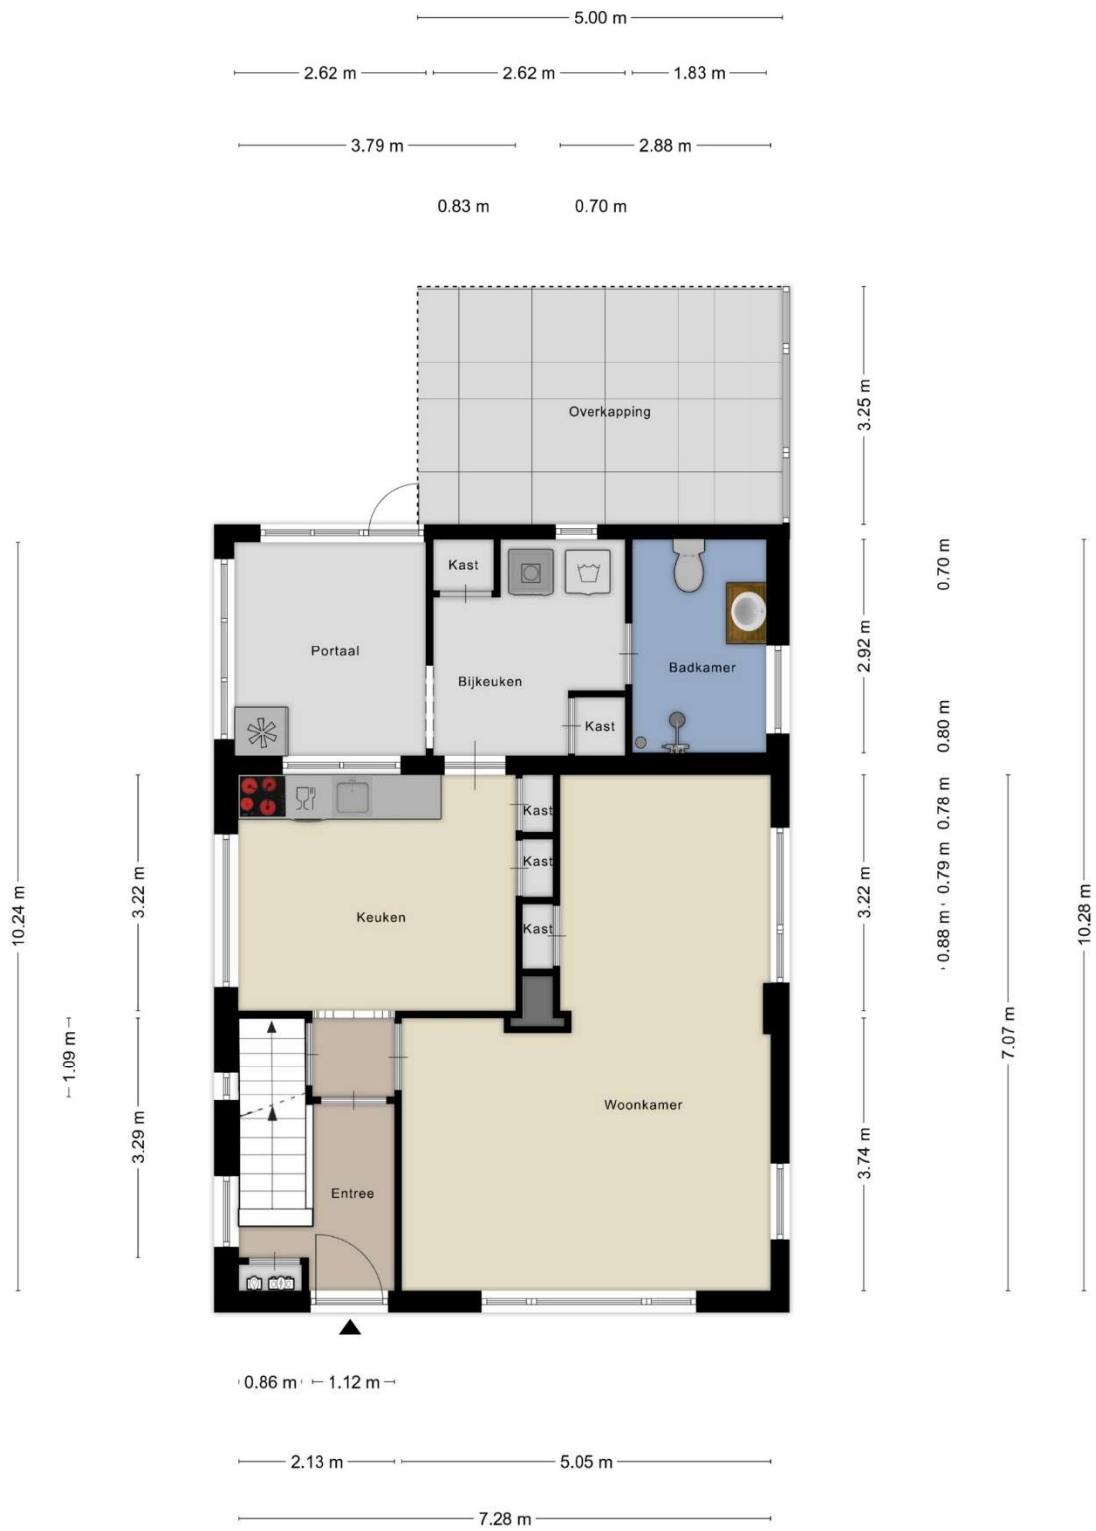 5.00 m
2.62 m
2.62 m
1.83 m
3.79 m
2.88 m
0.83 m
0.70 m
Overkapping
3.25 m
0.70 m
Kast
Portaal
Bijkeuken
Badkamer
2.92 m
Kast
0.80 m
Kast
0.78 m
Kast
0.79 m
3.22 m
3.22 m
Keuken
Kast
0.88 m
10.24 m
10.28 m
1.09 m
7.07 m
Woonkamer
3.29 m
3.74 m
Entree
0.86 m
1.12 m
2.13 m
5.05 m
7.28 m